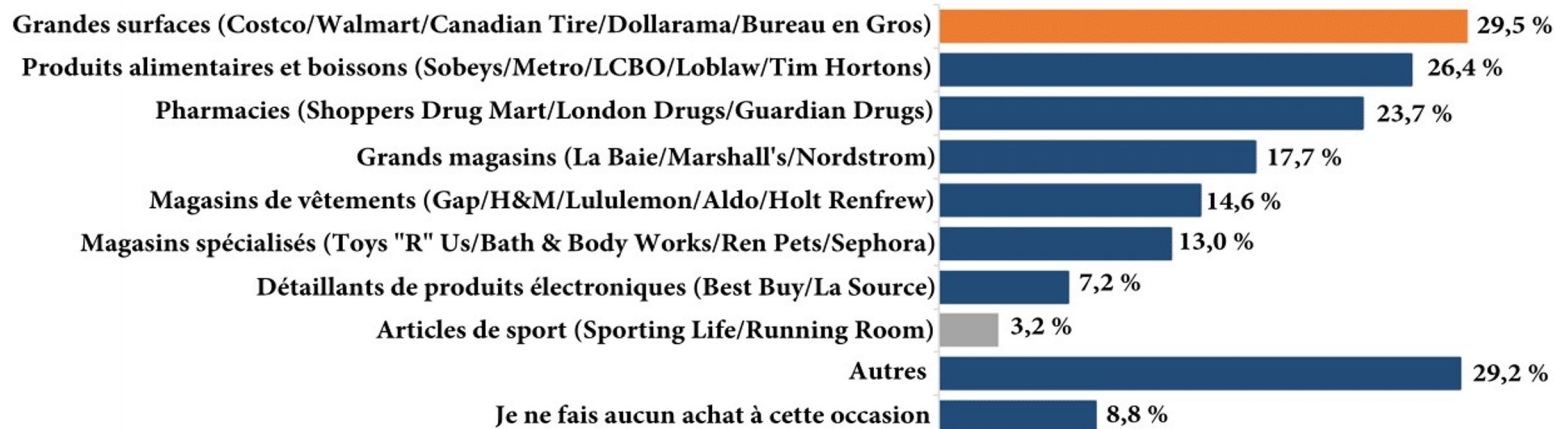 Grandes surfaces (Costco/Walmart/Canadian Tire/Dollarama/Bureau en Gros) 29,5 %
Produits alimentaires et boissons (Sobeys/Metro/LCBO/Loblaw/Tim Hortons) 26,4 %
Pharmacies (Shoppers Drug Mart/London Drugs/Guardian Drugs) 23,7 %
Grands magasins (La Baie/Marshall's/Nordstrom) 17,7 %
Magasins de vêtements (Gap/H&M/Lululemon/Aldo/Holt Renfrew) 14,6 %
Magasins spécialisés (Toys "R" Us/Bath & Body Works/Ren Pets/Sephora) 13,0 %
Détaillants de produits électroniques (Best Buy/La Source) 7,2 %
Articles de sport (Sporting Life/Running Room) 3,2 %
Autres 29,2 %
Je ne fais aucun achat à cette occasion 8,8 %